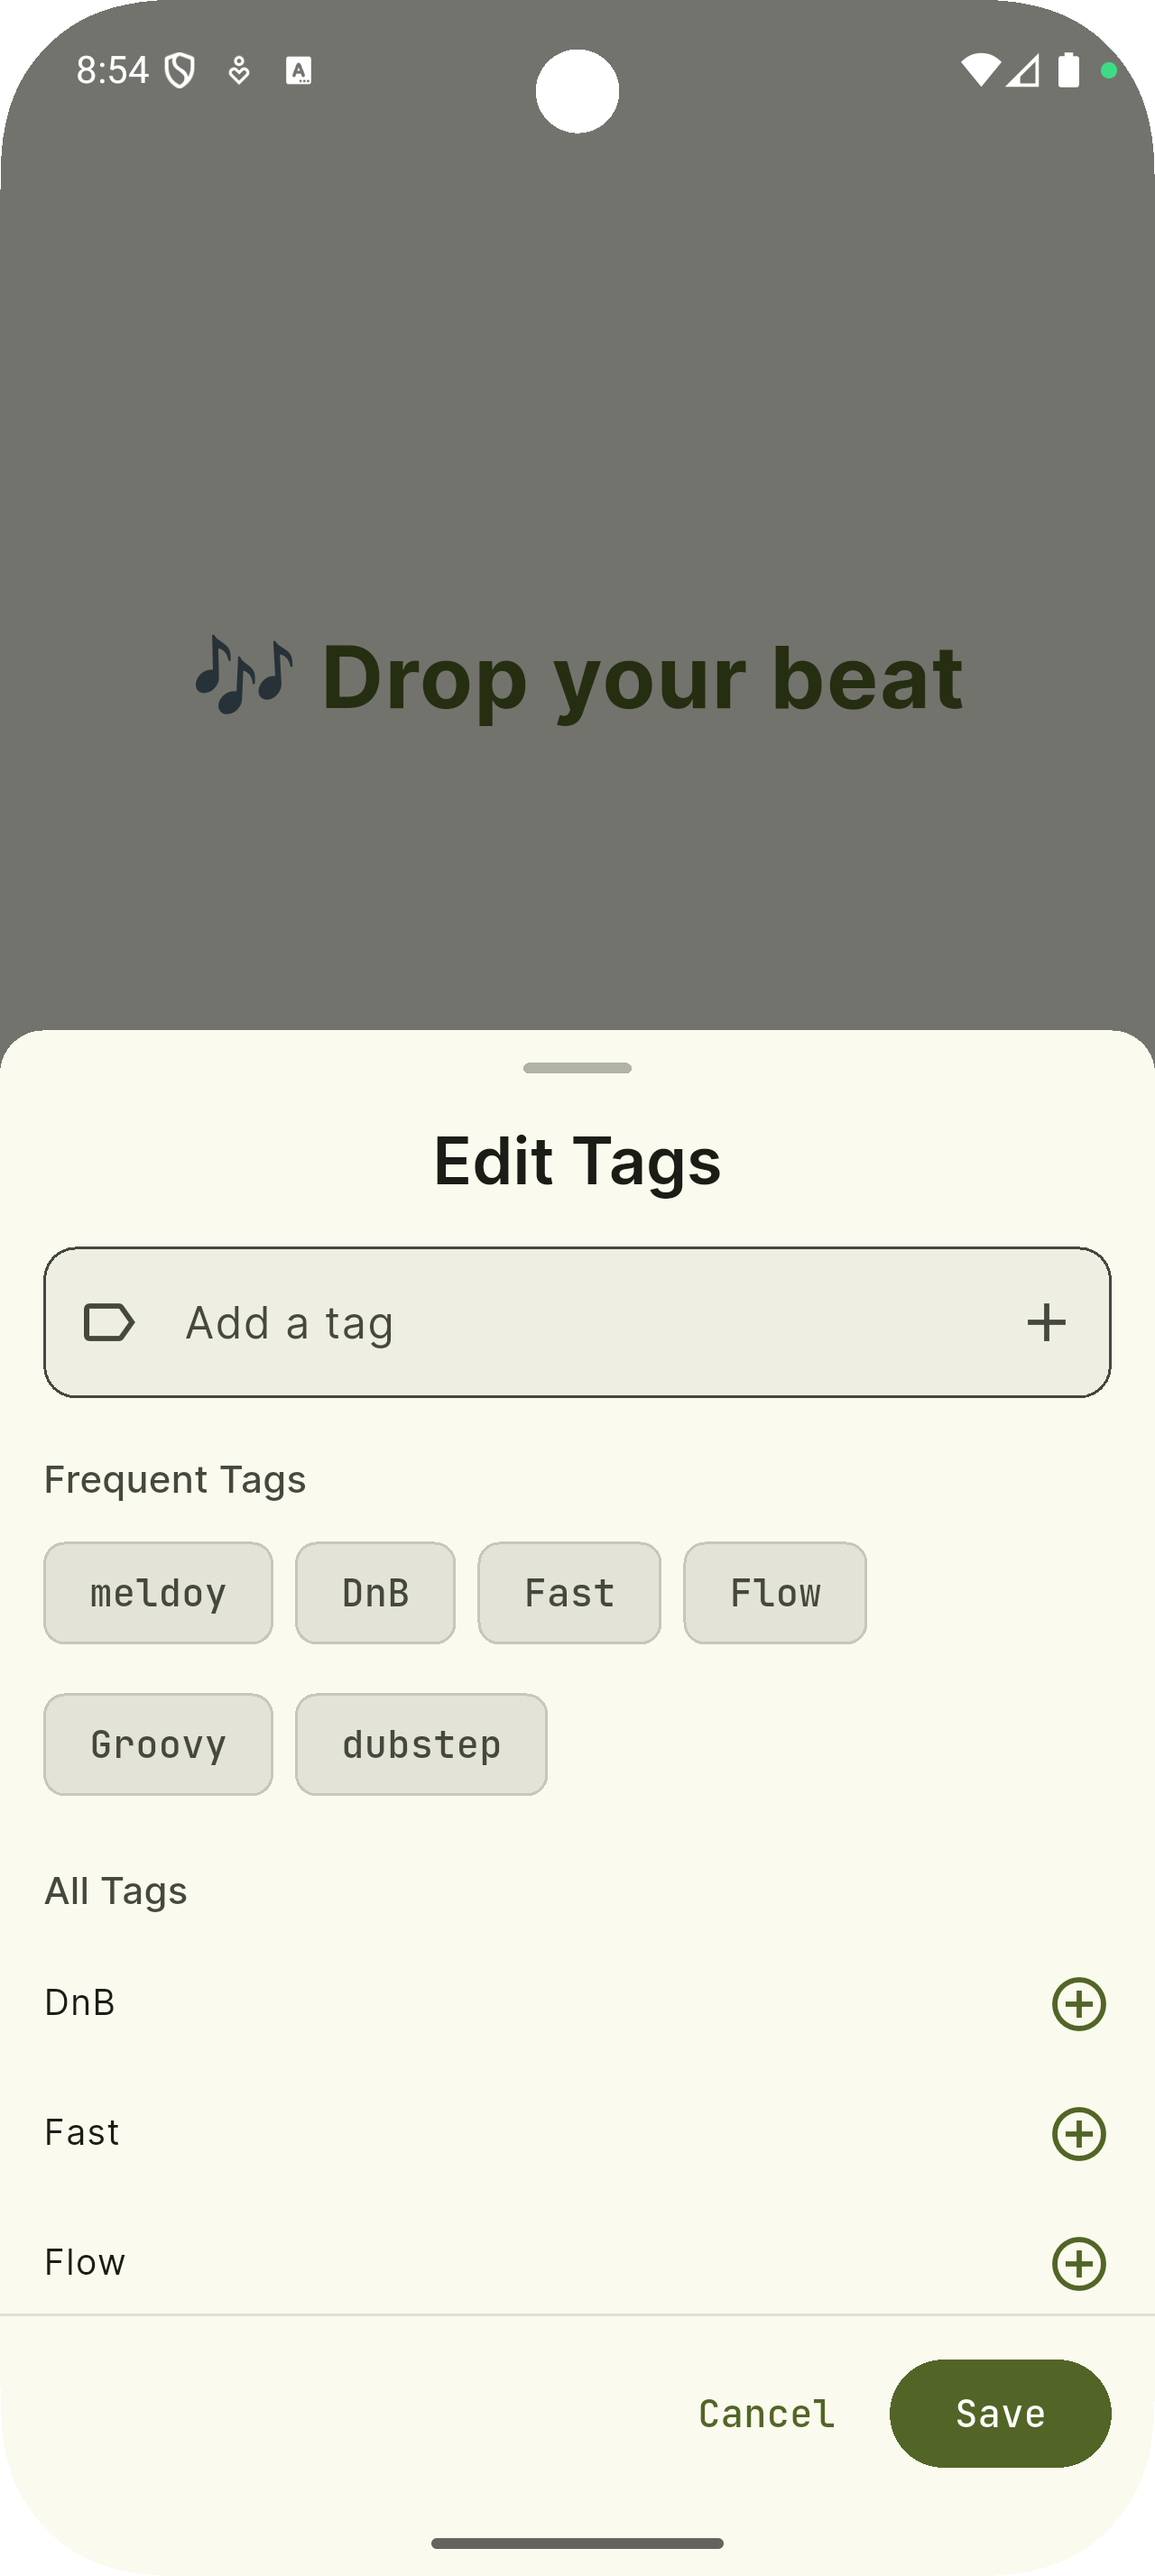 8:54
🎶 Drop your beat
Edit Tags
Add a tag
Frequent Tags
meldoy DnB Fast Flow
Groovy dubstep
All Tags
DnB
Fast
Flow
Cancel Save